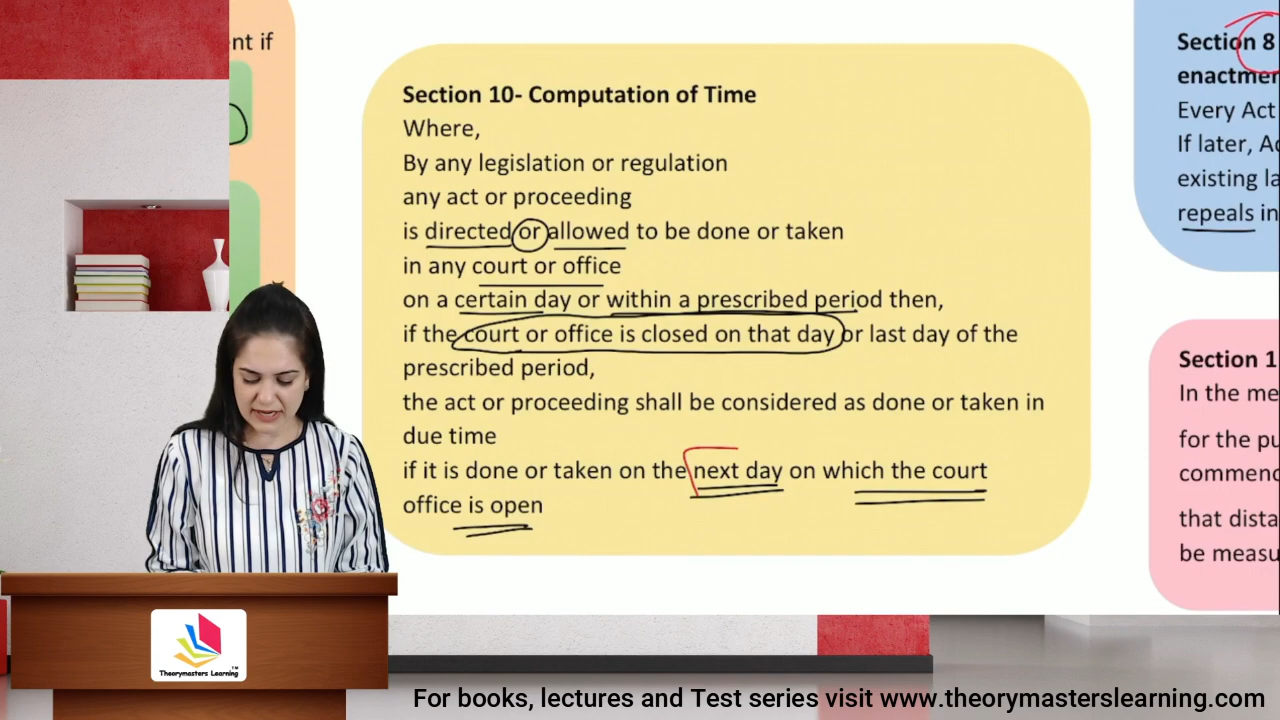 nt if
Section 10- Computation of Time
Where,
By any legislation or regulation
any act or proceeding
is directed or allowed to be done or taken
in any court or office
on a certain day or within a prescribed period then,
if the court or office is closed on that day or last day of the
prescribed period,
the act or proceeding shall be considered as done or taken in
due time
if it is done or taken on the next day on which the court
office is open
Section 8
enactmen
Every Act
If later, Ac
existing la
repeals in
Section 1
In the me
for the pu
commenc
that dista
be measu
Theorymasters Learning™
For books, lectures and Test series visit www.theorymasterslearning.com